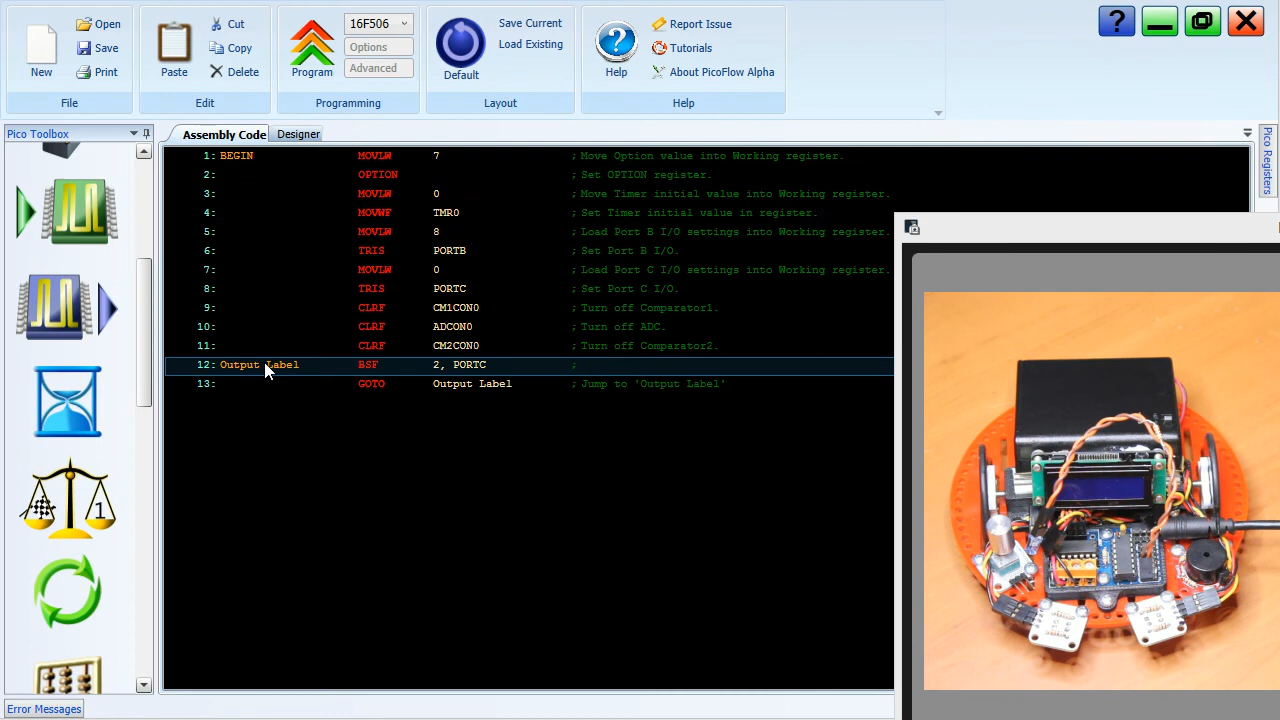 New
Open
Save
Print
File
Paste
Cut
Copy
Delete
Edit
Program
16F506
Options
Advanced
Programming
Default
Save Current
Load Existing
Layout
Help
Report Issue
Tutorials
About PicoFlow Alpha
Help
Pico Toolbox
Assembly Code
Designer
1: BEGIN MOVLW 7 ; Move Option value into Working register.
2: OPTION ; Set OPTION register.
3: MOVLW 0 ; Move Timer initial value into Working register.
4: MOVWF TMR0 ; Set Timer initial value in register.
5: MOVLW 8 ; Load Port B I/O settings into Working register.
6: TRIS PORTB ; Set Port B I/O.
7: MOVLW 0 ; Load Port C I/O settings into Working register.
8: TRIS PORTC ; Set Port C I/O.
9: CLRF CM1CON0 ; Turn off Comparator1.
10: CLRF ADCON0 ; Turn off ADC.
11: CLRF CM2CON0 ; Turn off Comparator2.
12: Output Label BSF 2, PORTC ;
13: GOTO Output Label ; Jump to 'Output Label'
1
Pico Registers
Error Messages